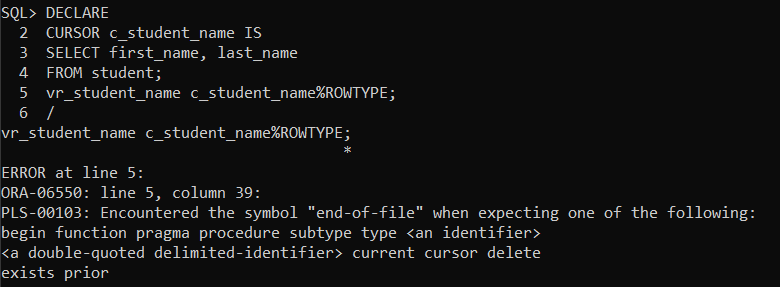 SQL> DECLARE
  2  CURSOR c_student_name IS
  3  SELECT first_name, last_name
  4  FROM student;
  5  vr_student_name c_student_name%ROWTYPE;
  6  /
vr_student_name c_student_name%ROWTYPE;
                                      *
ERROR at line 5:
ORA-06550: line 5, column 39:
PLS-00103: Encountered the symbol "end-of-file" when expecting one of the following:
begin function pragma procedure subtype type <an identifier>
<a double-quoted delimited-identifier> current cursor delete
exists prior